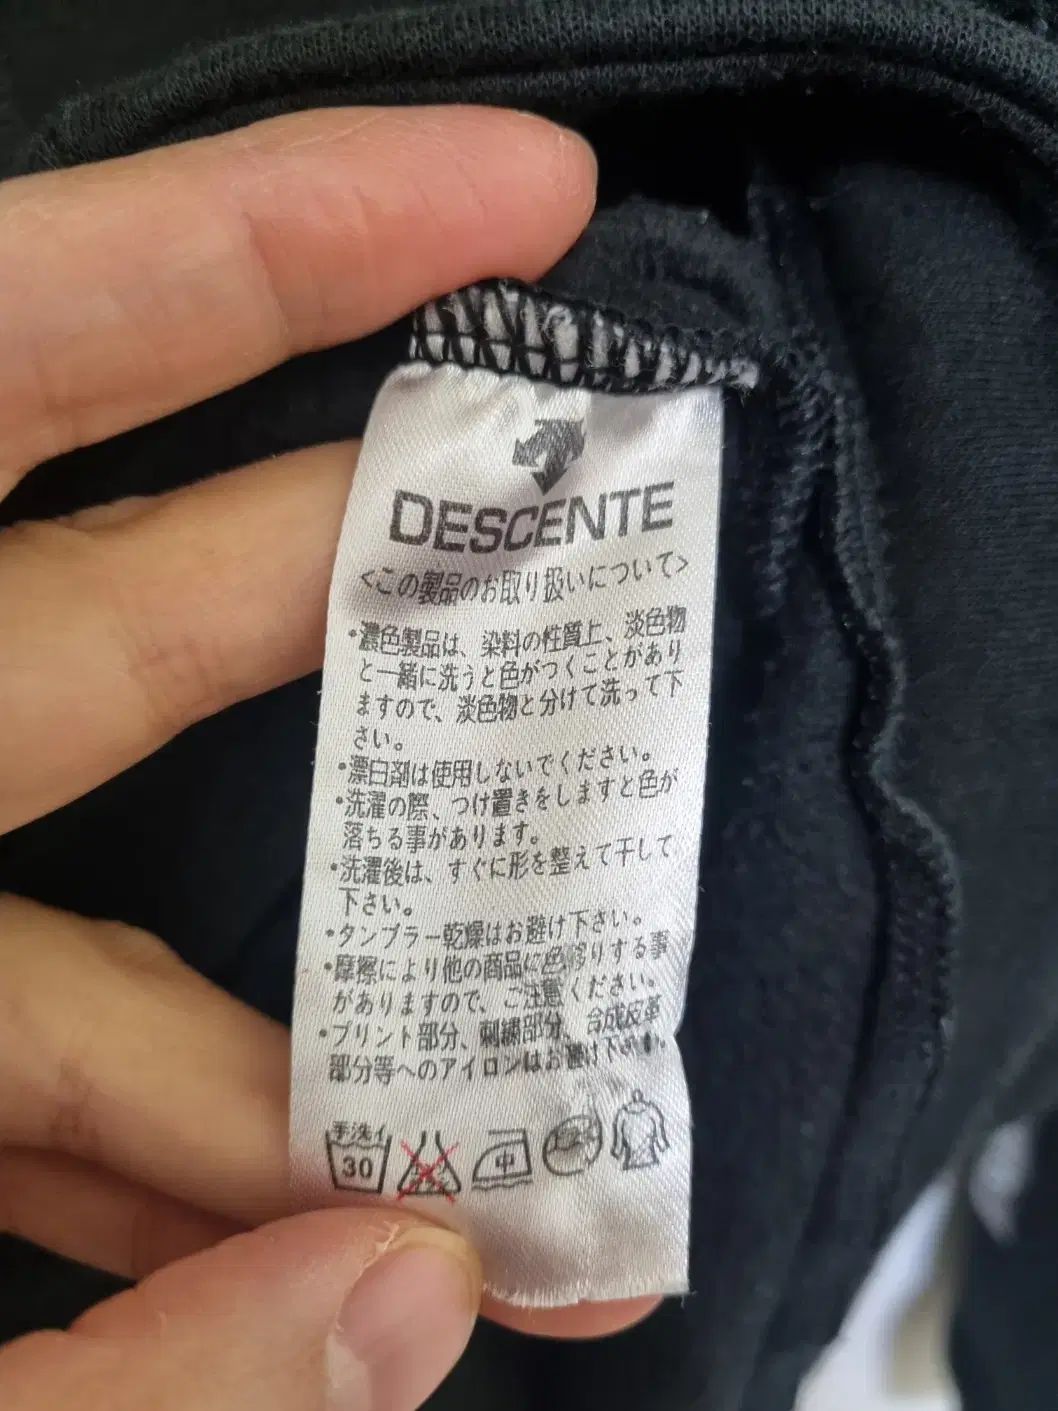 DESCENTE
<この製品のお取り扱いについて>
・濃色製品は、染料の性質上、淡色物
と一緒に洗うと色がつくことがあり
ますので、淡色物と分けて洗って下
さい。
・漂白剤は使用しないでください。
・洗濯の際、つけ置きをしますと色が
落ちる事があります。
・洗濯後は、すぐに形を整えて干して
下さい。
・タンブラー乾燥はお避け下さい。
・摩擦により他の商品に色移りする事
がありますので、ご注意ください。
・プリント部分、刺繍部分、合成皮革
部分等へのアイロンはお避け下さい。
手洗イ
30
中